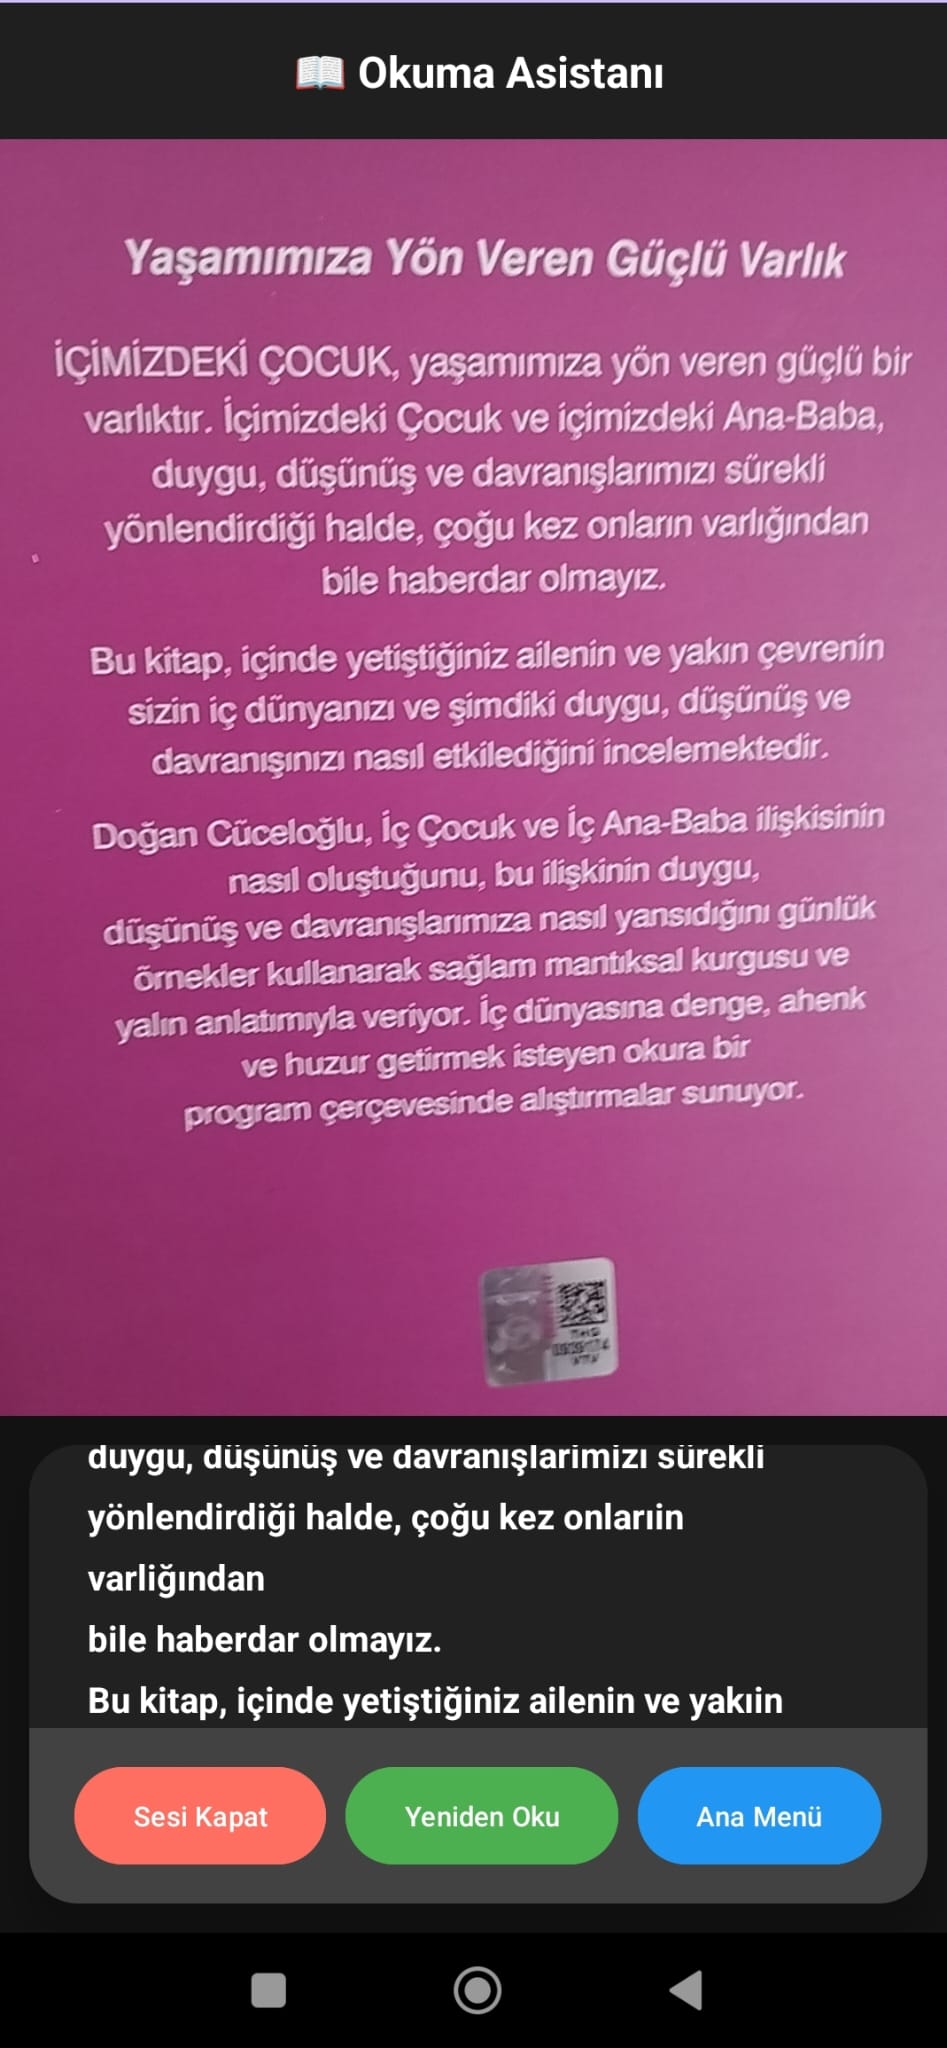 Okuma Asistanı
Yaşamımıza Yön Veren Güçlü Varlık
İÇİMİZDEKİ ÇOCUK, yaşamımıza yön veren güçlü bir
varlıktır. İçimizdeki Çocuk ve içimizdeki Ana-Baba,
duygu, düşünüş ve davranışlarımızı sürekli
yönlendirdiği halde, çoğu kez onların varlığından
bile haberdar olmayız.
Bu kitap, içinde yetiştiğiniz ailenin ve yakın çevrenin
sizin iç dünyanızı ve şimdiki duygu, düşünüş ve
davranışınızı nasıl etkilediğini incelemektedir.
Doğan Cüceloğlu, İç Çocuk ve İç Ana-Baba ilişkisinin
nasıl oluştuğunu, bu ilişkinin duygu,
düşünüş ve davranışlarımıza nasıl yansıdığını günlük
örnekler kullanarak sağlam mantıksal kurgusu ve
yalın anlatımıyla veriyor. İç dünyasına denge, ahenk
ve huzur getirmek isteyen okura bir
program çerçevesinde alıştırmalar sunuyor.
duygu, düşünüş ve davranışlarimizı sürekli
yönlendirdiği halde, çoğu kez onlarıin
varliğından
bile haberdar olmayız.
Bu kitap, içinde yetiştiğiniz ailenin ve yakıin
Sesi Kapat
Yeniden Oku
Ana Menü